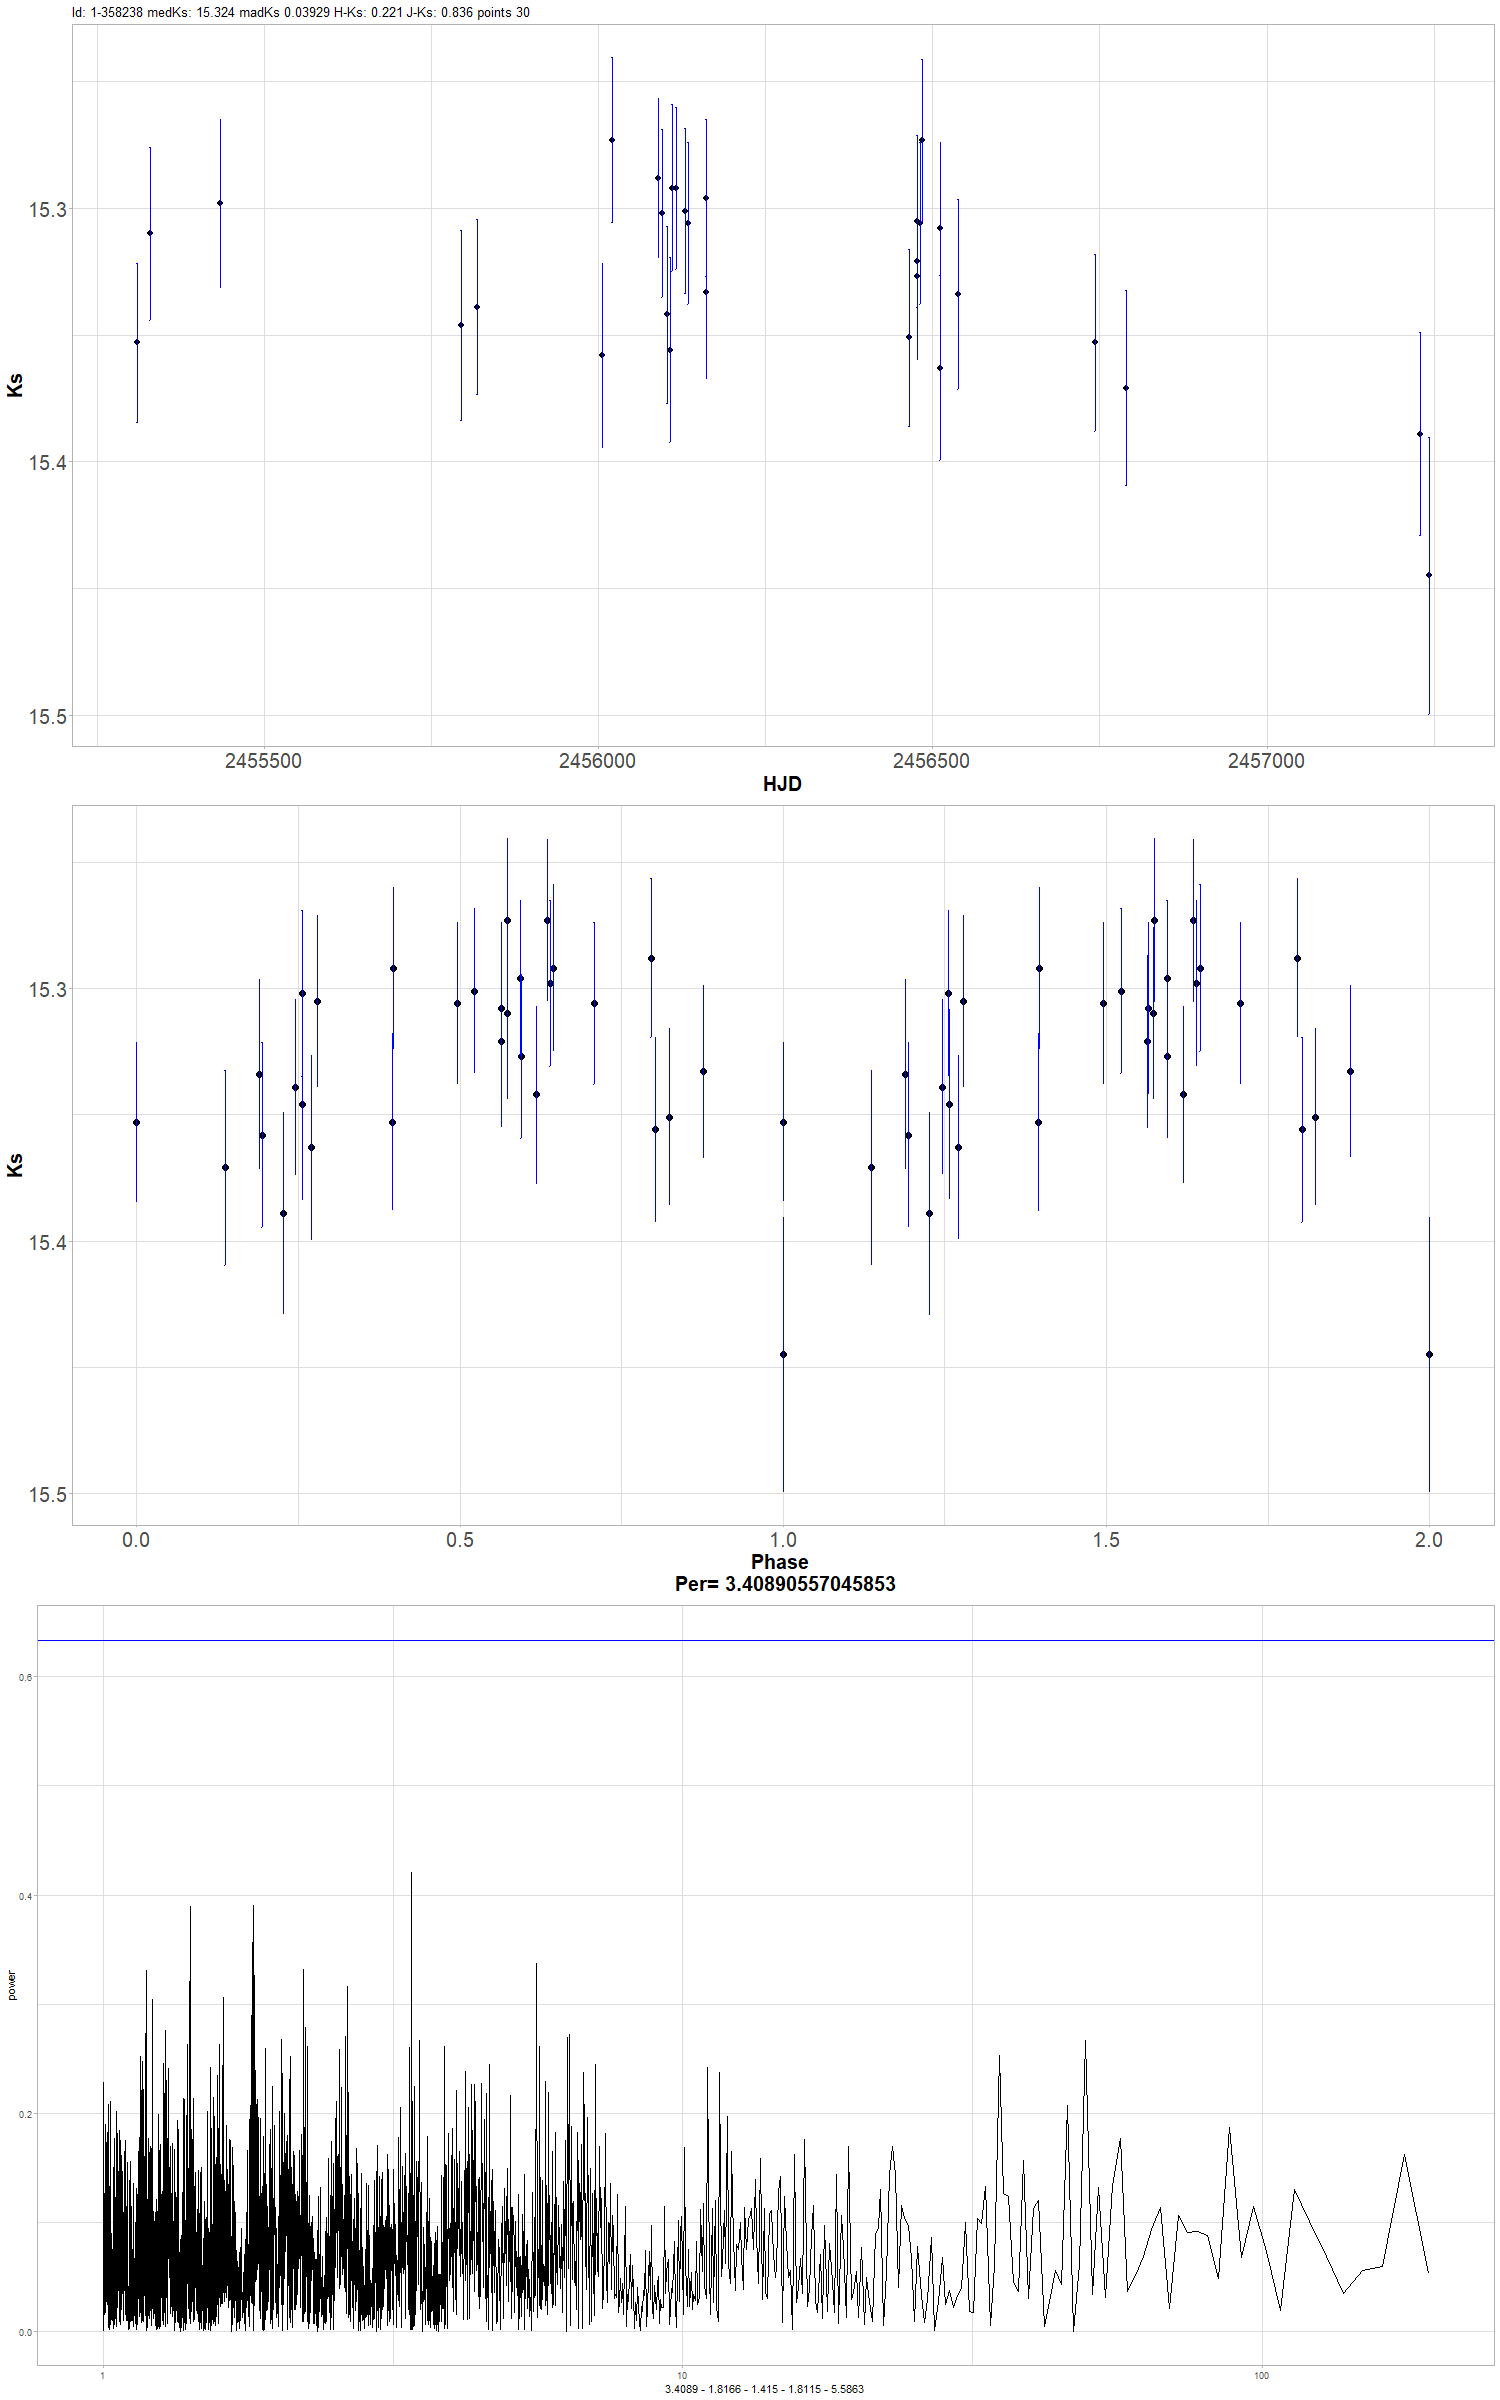 Id: 1-358238 medKs: 15.324 madKs 0.03929 H-Ks: 0.221 J-Ks: 0.836 points 30
15.3
15.4
15.5
Ks
2455500 2456000 2456500 2457000
HJD
15.3
15.4
15.5
Ks
0.0 0.5 1.0 1.5 2.0
Phase
Per= 3.40890557045853
0.6
0.4
0.2
0.0
power
1 10 100
3.4089 - 1.8166 - 1.415 - 1.8115 - 5.5863